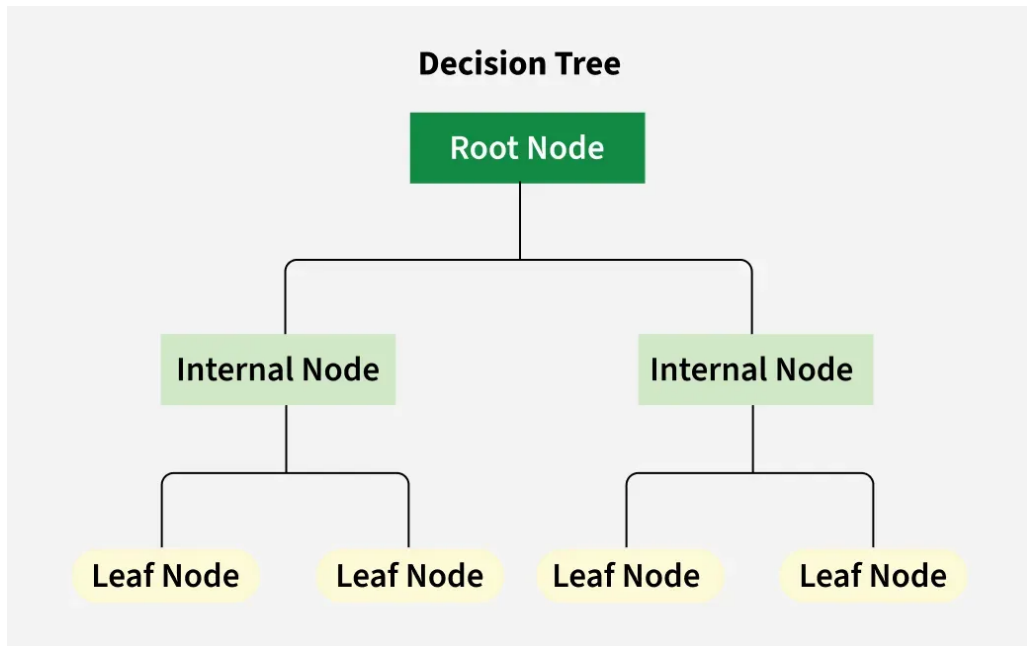 Decision Tree
Root Node
Internal Node
Internal Node
Leaf Node
Leaf Node
Leaf Node
Leaf Node